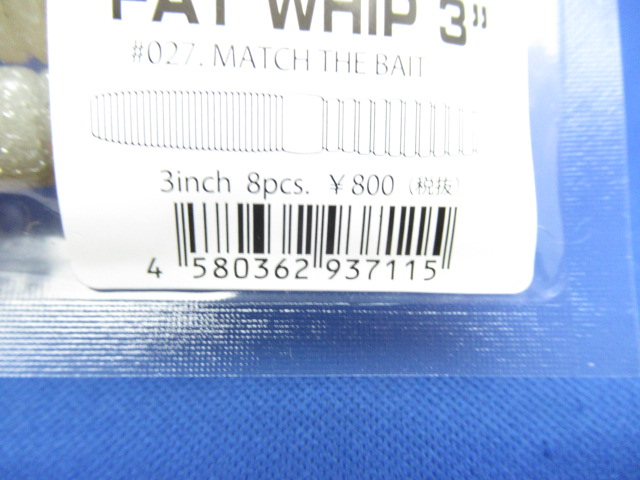 FAT WHIP 3"
#027. MATCH THE BAIT
3inch 8pcs. ¥800 (税抜)
4 580362 937115